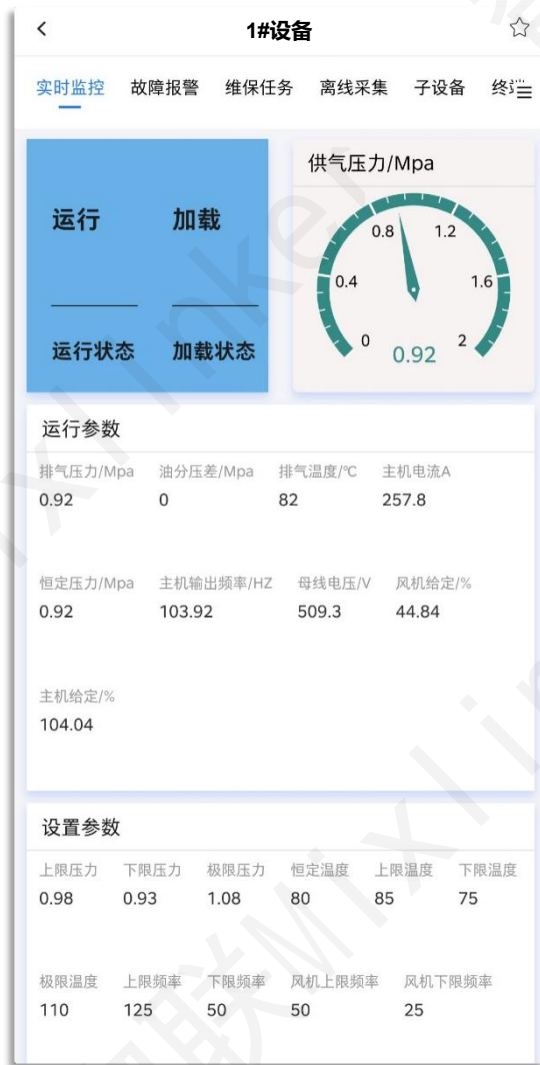 1#设备
实时监控 故障报警 维保任务 离线采集 子设备
运行 加载
运行状态 加载状态
供气压力/Mpa
0.8 1.2
0.4 1.6
0 2
0.92
运行参数
排气压力/Mpa 油分压差/Mpa 排气温度/℃ 主机电流A
0.92 0 82 257.8
恒定压力/Mpa 主机输出频率/HZ 母线电压/V 风机给定/%
0.92 103.92 509.3 44.84
主机给定/%
104.04
设置参数
上限压力 下限压力 极限压力 恒定温度 上限温度 下限温度
0.98 0.93 1.08 80 85 75
极限温度 上限频率 下限频率 风机上限频率 风机下限频率
110 125 50 50 25